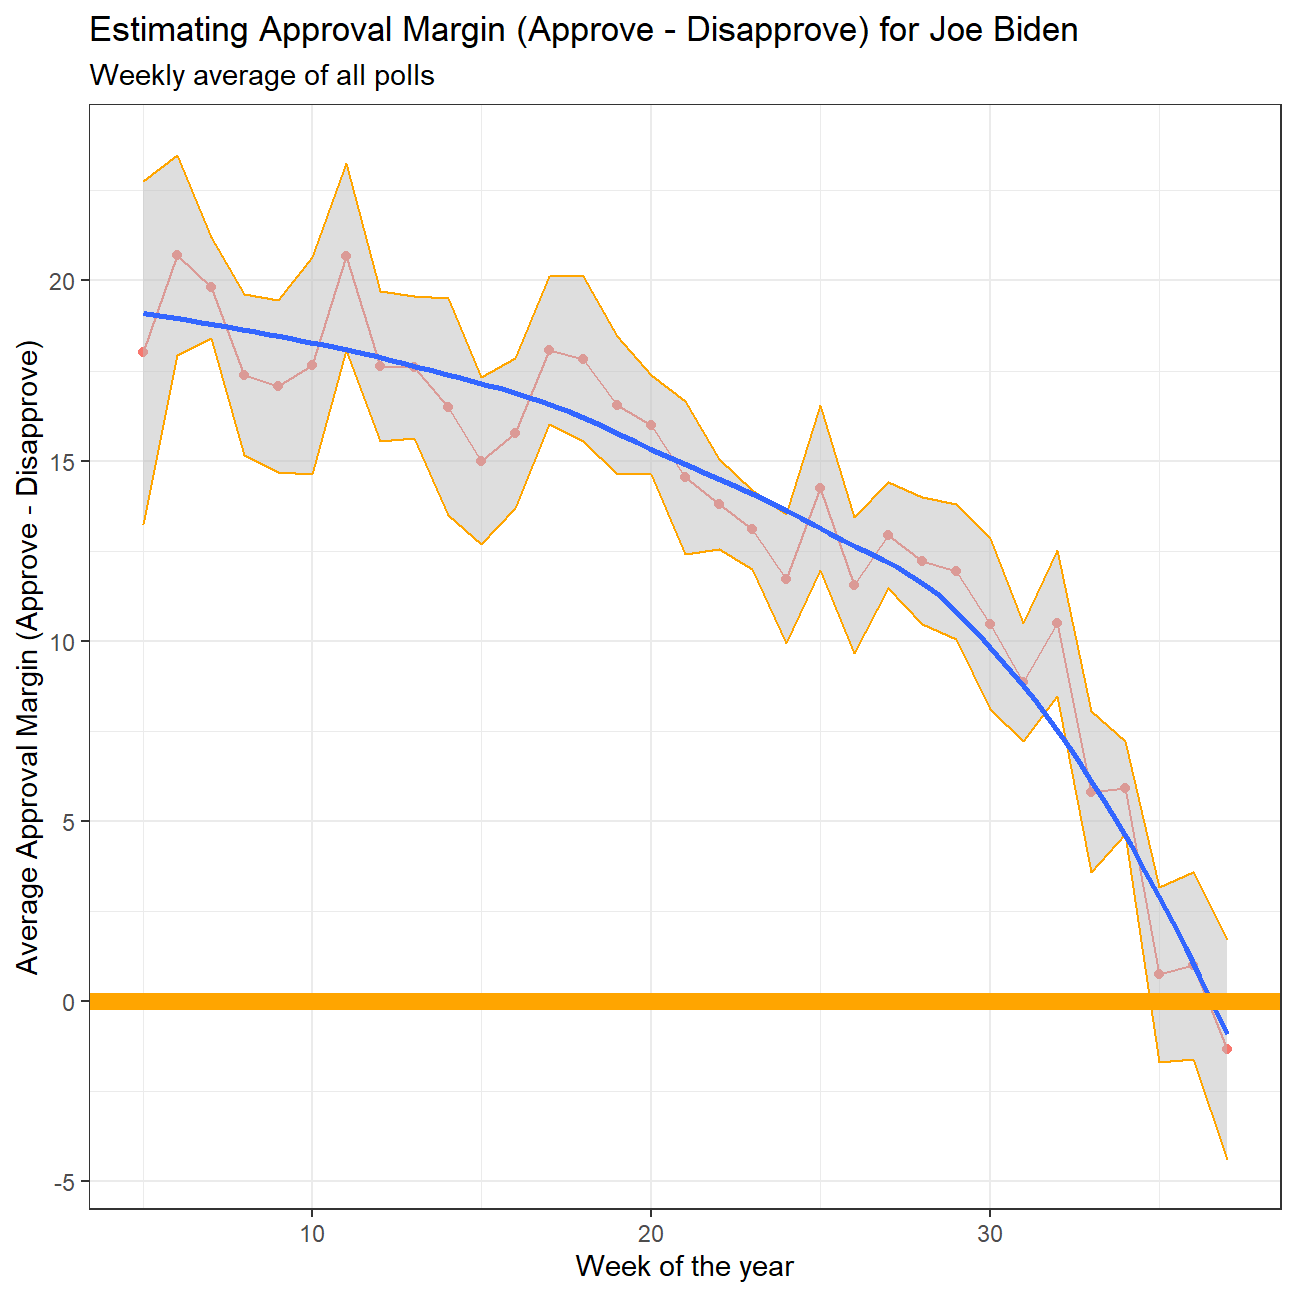 Estimating Approval Margin (Approve - Disapprove) for Joe Biden
Weekly average of all polls
Average Approval Margin (Approve - Disapprove)
20
15
10
5
0
-5
10
20
30
Week of the year